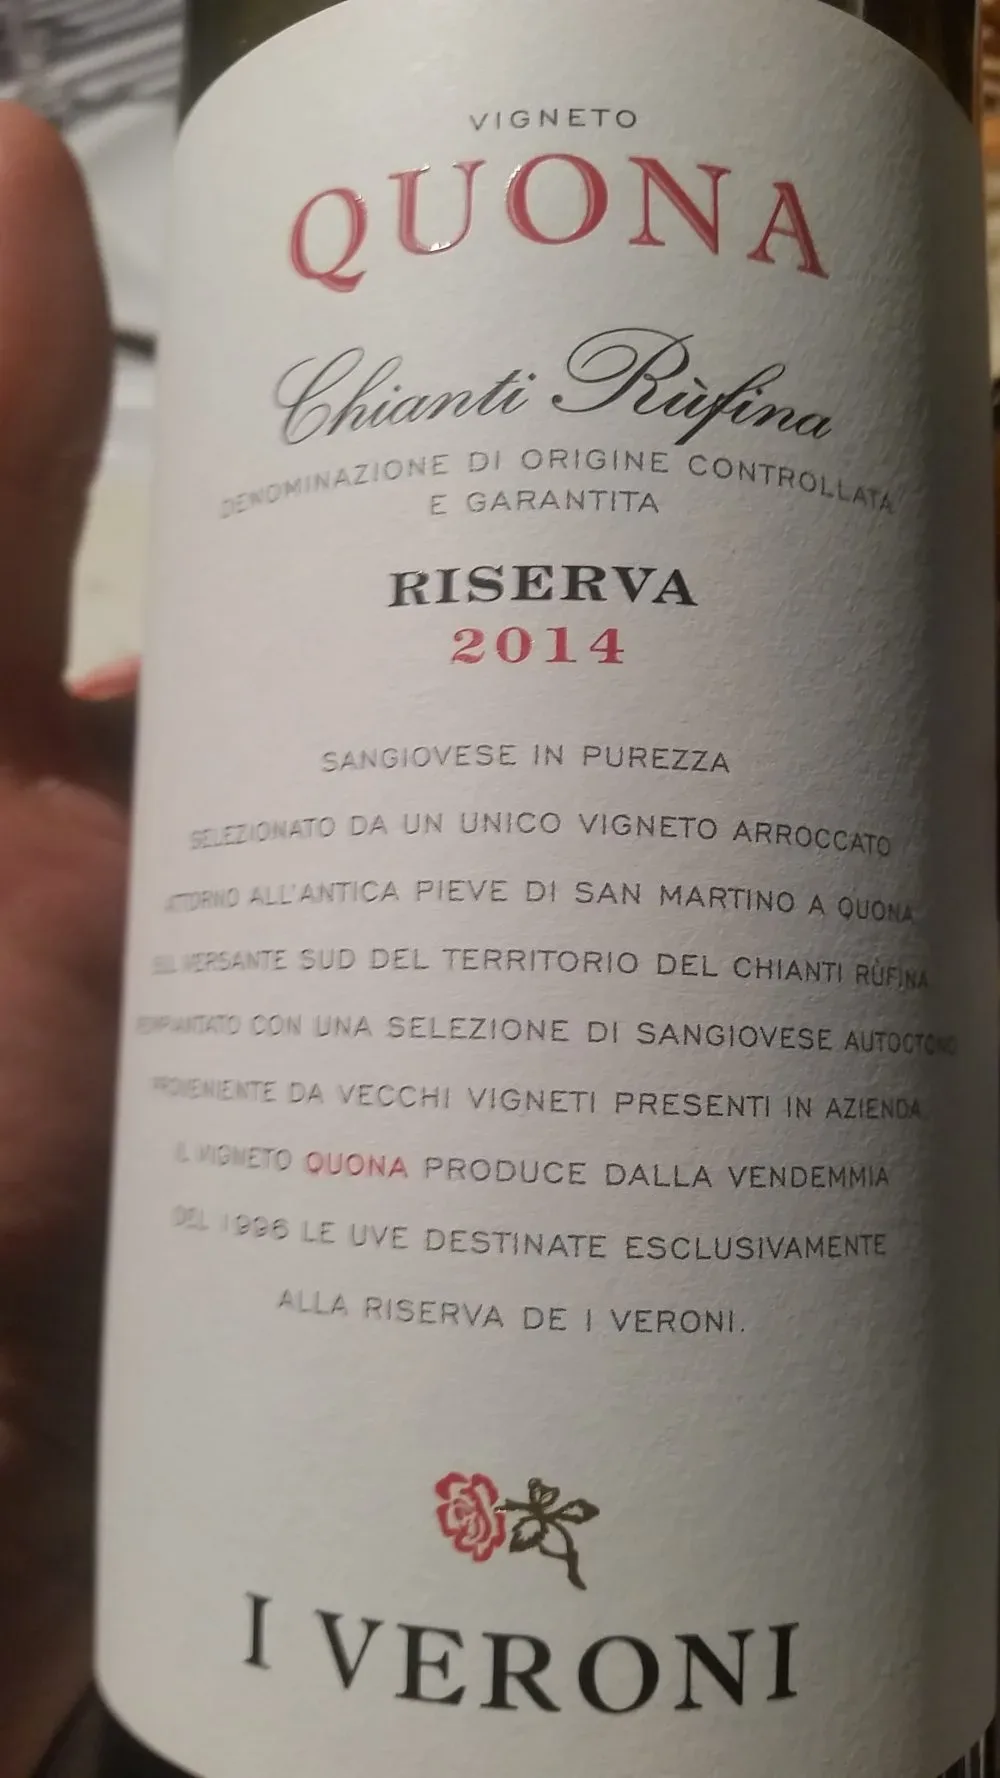 VIGNETO
QUONA
Chianti Rùfina
DENOMINAZIONE DI ORIGINE CONTROLLATA
E GARANTITA
RISERVA
2014
SANGIOVESE IN PUREZZA
SELEZIONATO DA UN UNICO VIGNETO ARROCCATO
ATTORNO ALL'ANTICA PIEVE DI SAN MARTINO A QUONA
SUL VERSANTE SUD DEL TERRITORIO DEL CHIANTI RÙFINA
REIMPIANTATO CON UNA SELEZIONE DI SANGIOVESE AUTOCTONO
PROVENIENTE DA VECCHI VIGNETI PRESENTI IN AZIENDA.
IL VIGNETO QUONA PRODUCE DALLA VENDEMMIA
DEL 1996 LE UVE DESTINATE ESCLUSIVAMENTE
ALLA RISERVA DE I VERONI.
I VERONI